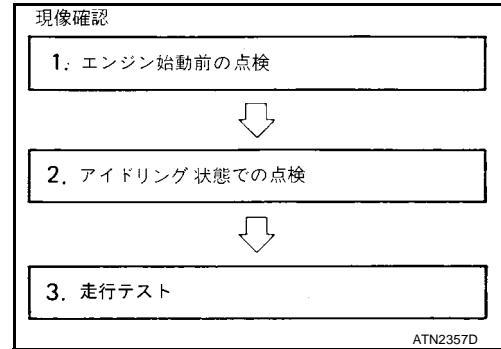 現像確認
1. エンジン始動前の点検
2. アイドリング 状態での点検
3. 走行テスト
ATN2357D